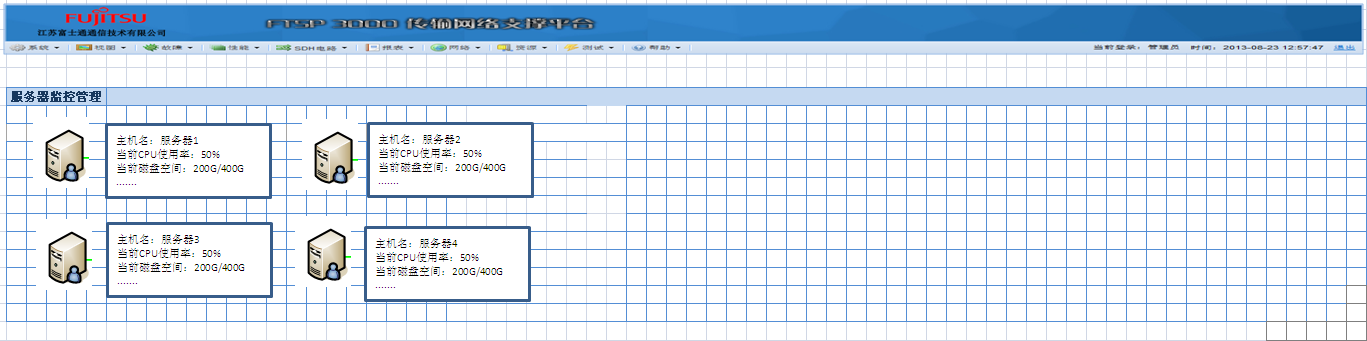 FUJITSU
江苏富士通通信技术有限公司
FTSP 3000 传输网络支撑平台
系统 视图 故障 性能 SDH电路 报表 网络 资源 测试 帮助 当前登录: 管理员 时间: 2013-08-23 12:57:47 退出
服务器监控管理
主机名：服务器1
当前CPU使用率：50%
当前磁盘空间：200G/400G
.......
主机名：服务器2
当前CPU使用率：50%
当前磁盘空间：200G/400G
.......
主机名：服务器3
当前CPU使用率：50%
当前磁盘空间：200G/400G
.......
主机名：服务器4
当前CPU使用率：50%
当前磁盘空间：200G/400G
.......